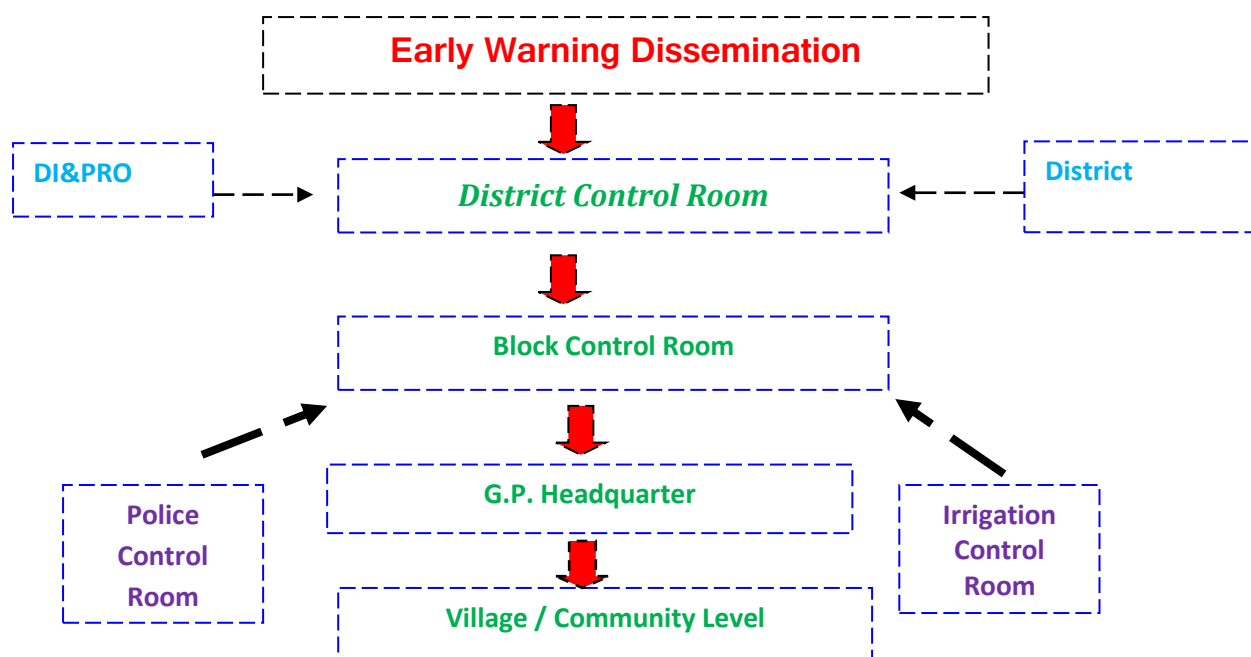 Early Warning Dissemination
DI&PRO
District Control Room
District
Block Control Room
G.P. Headquarter
Police
Control
Room
Irrigation
Control
Room
Village / Community Level